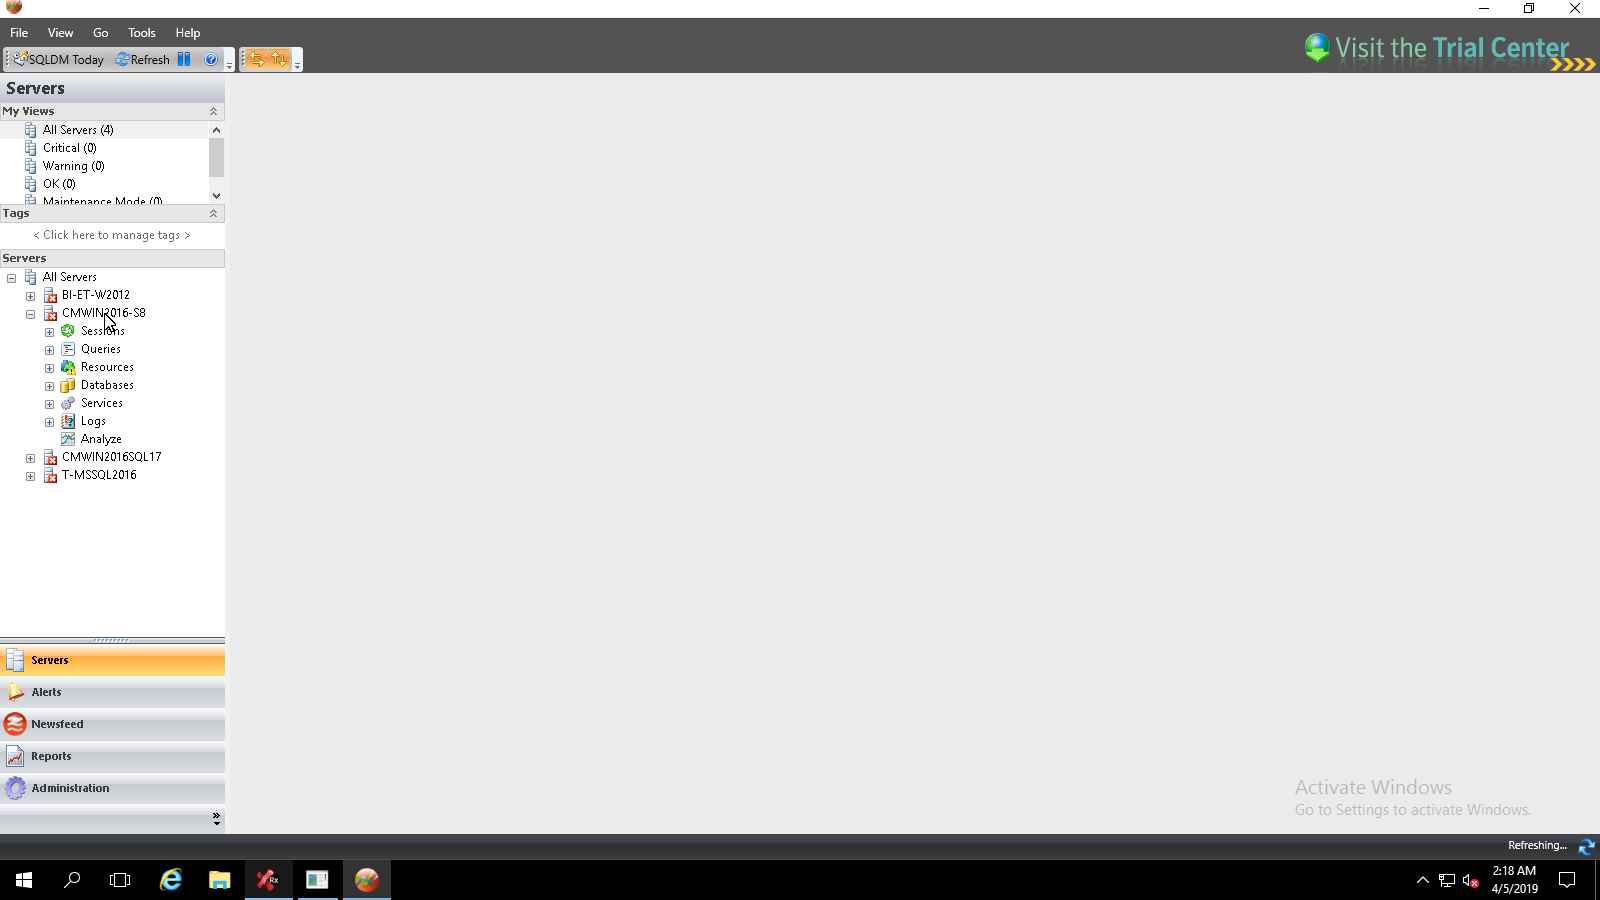 File View Go Tools Help
SQLDM Today Refresh
Visit the Trial Center
Servers
My Views
All Servers (4)
Critical (0)
Warning (0)
OK (0)
Maintenance Mode (0)
Tags
< Click here to manage tags >
Servers
All Servers
BI-ET-W2012
CMWIN2016-S8
Sessions
Queries
Resources
Databases
Services
Logs
Analyze
CMWIN2016SQL17
T-MSSQL2016
Servers
Alerts
Newsfeed
Reports
Administration
Activate Windows
Go to Settings to activate Windows.
Refreshing...
Rx
2:18 AM
4/5/2019